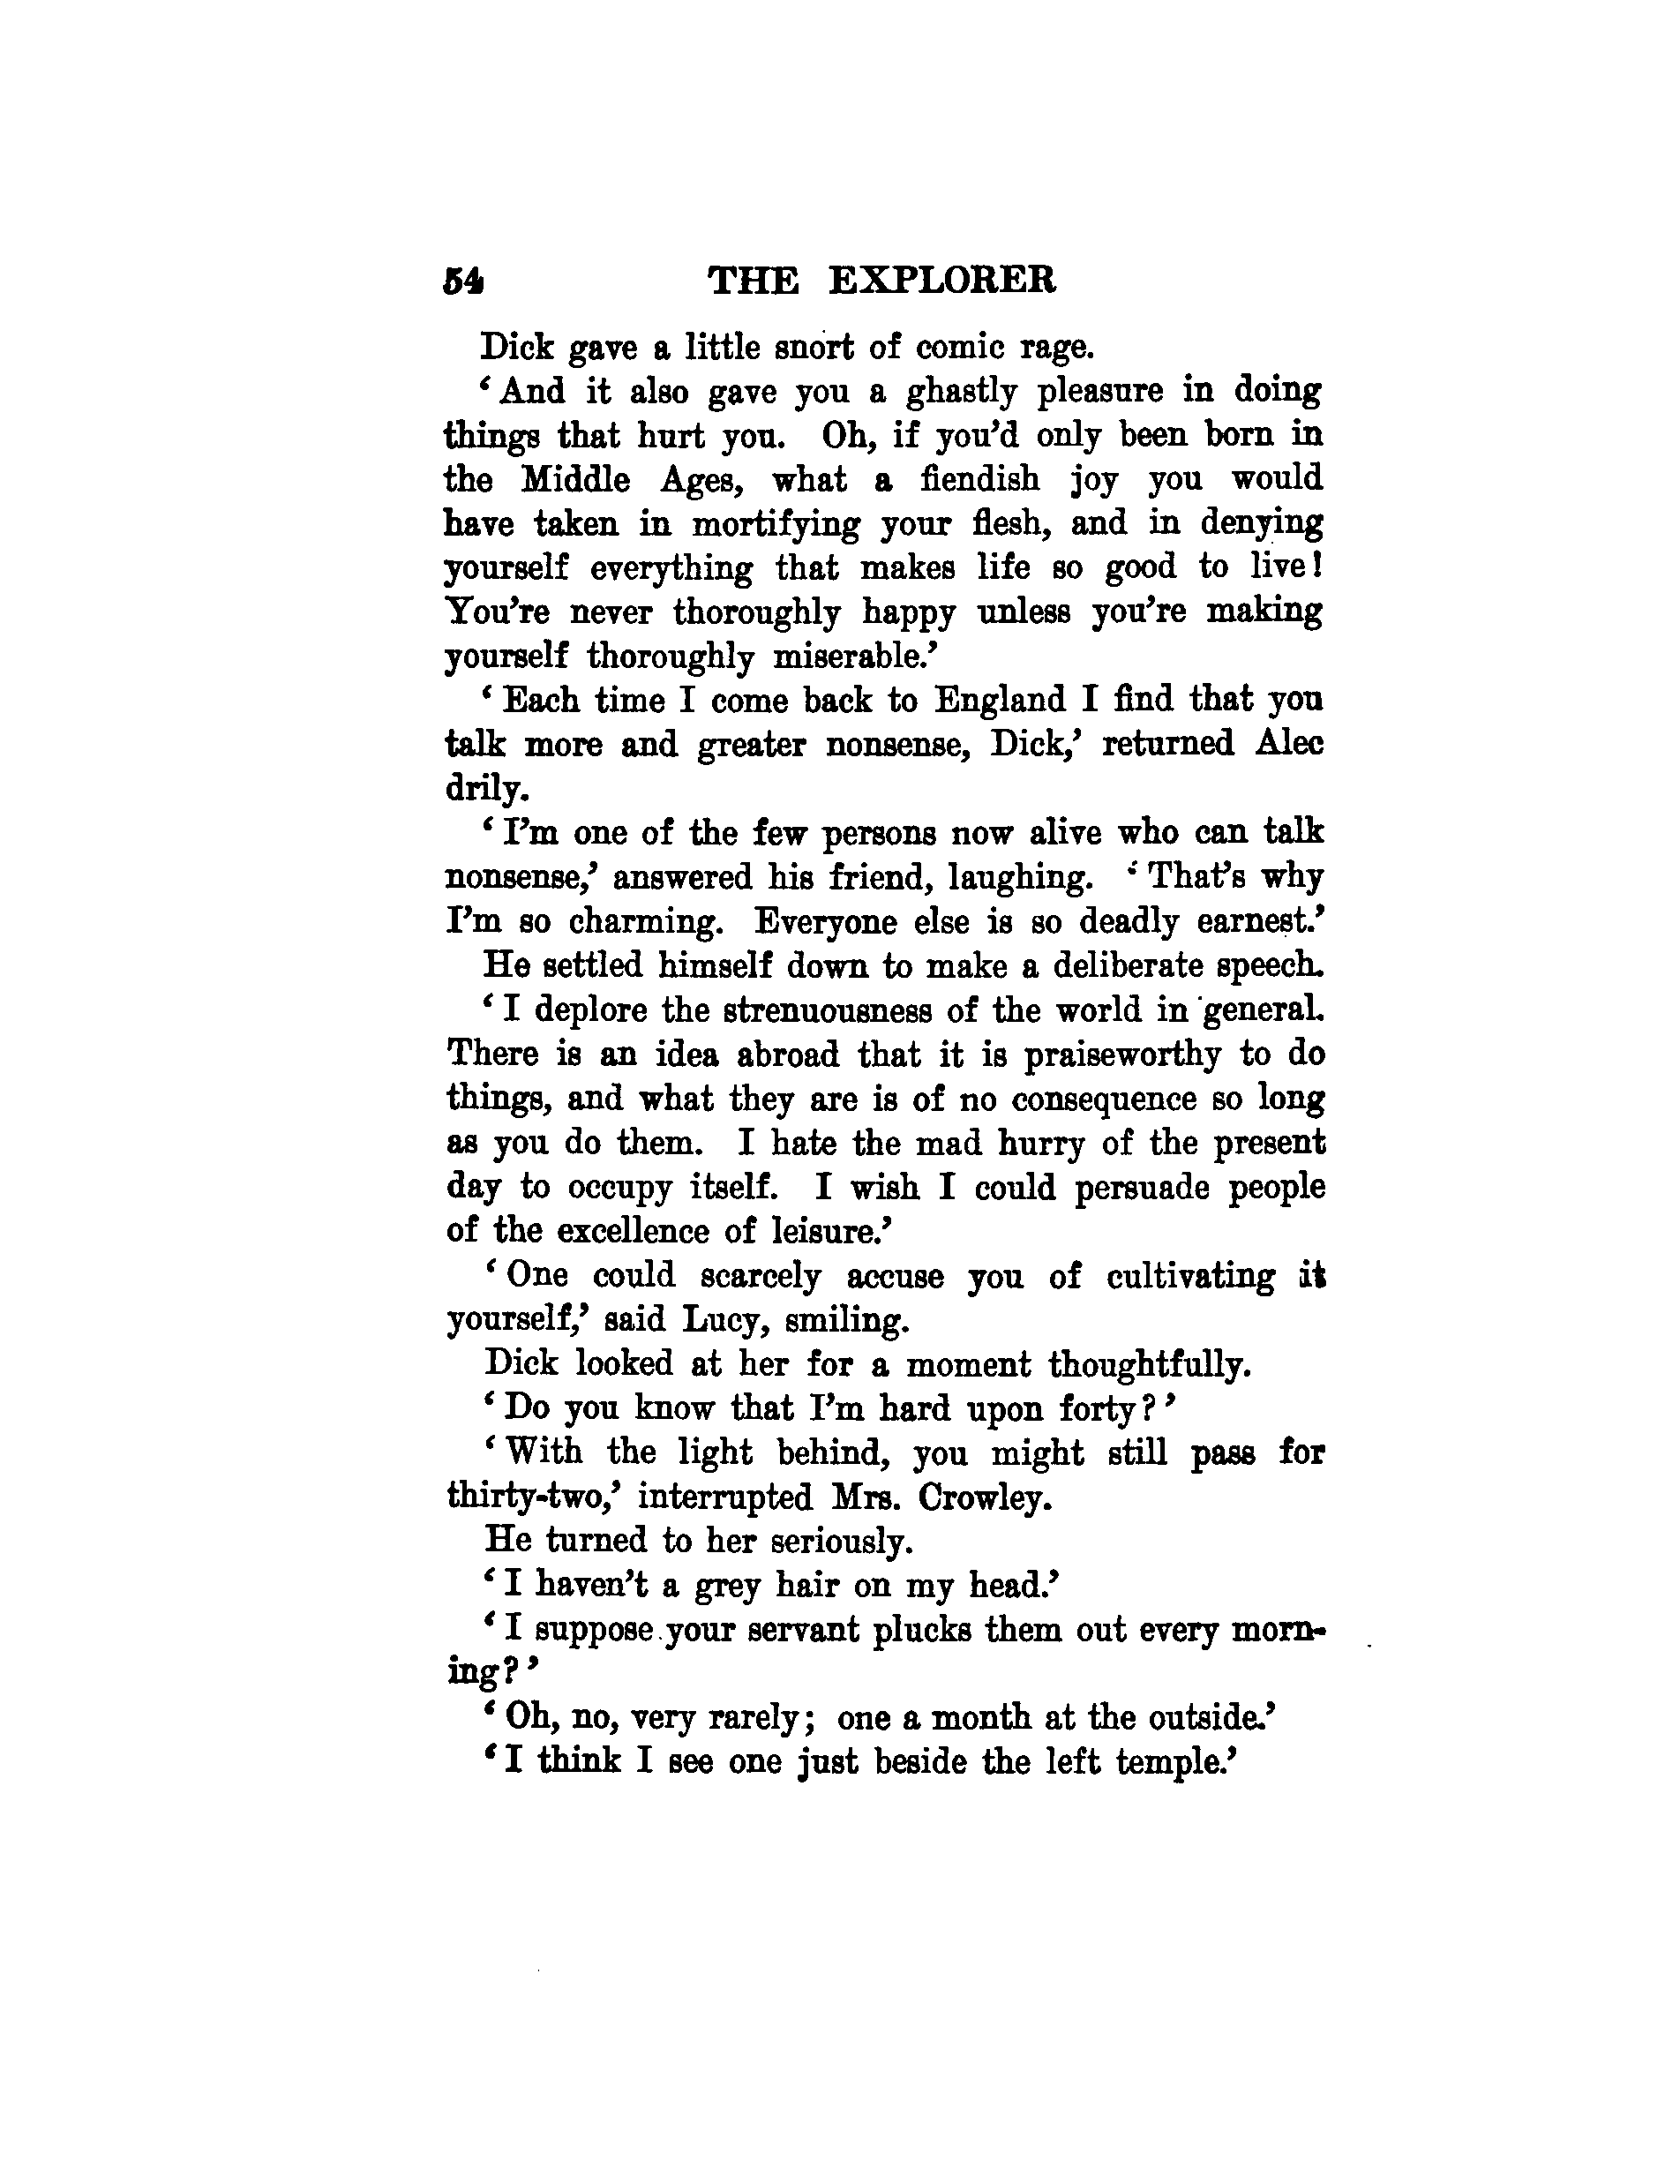 54 THE EXPLORER
Dick gave a little snort of comic rage.
‘And it also gave you a ghastly pleasure in doing
things that hurt you. Oh, if you’d only been born in
the Middle Ages, what a fiendish joy you would
have taken in mortifying your flesh, and in denying
yourself everything that makes life so good to live!
You’re never thoroughly happy unless you’re making
yourself thoroughly miserable.’
‘Each time I come back to England I find that you
talk more and greater nonsense, Dick,’ returned Alec
drily.
‘I’m one of the few persons now alive who can talk
nonsense,’ answered his friend, laughing. ‘That’s why
I’m so charming. Everyone else is so deadly earnest.’
He settled himself down to make a deliberate speech.
‘I deplore the strenuousness of the world in general.
There is an idea abroad that it is praiseworthy to do
things, and what they are is of no consequence so long
as you do them. I hate the mad hurry of the present
day to occupy itself. I wish I could persuade people
of the excellence of leisure.’
‘One could scarcely accuse you of cultivating it
yourself,’ said Lucy, smiling.
Dick looked at her for a moment thoughtfully.
‘Do you know that I’m hard upon forty?’
‘With the light behind, you might still pass for
thirty-two,’ interrupted Mrs. Crowley.
He turned to her seriously.
‘I haven’t a grey hair on my head.’
‘I suppose your servant plucks them out every morn-
ing?’
‘Oh, no, very rarely; one a month at the outside.’
‘I think I see one just beside the left temple.’